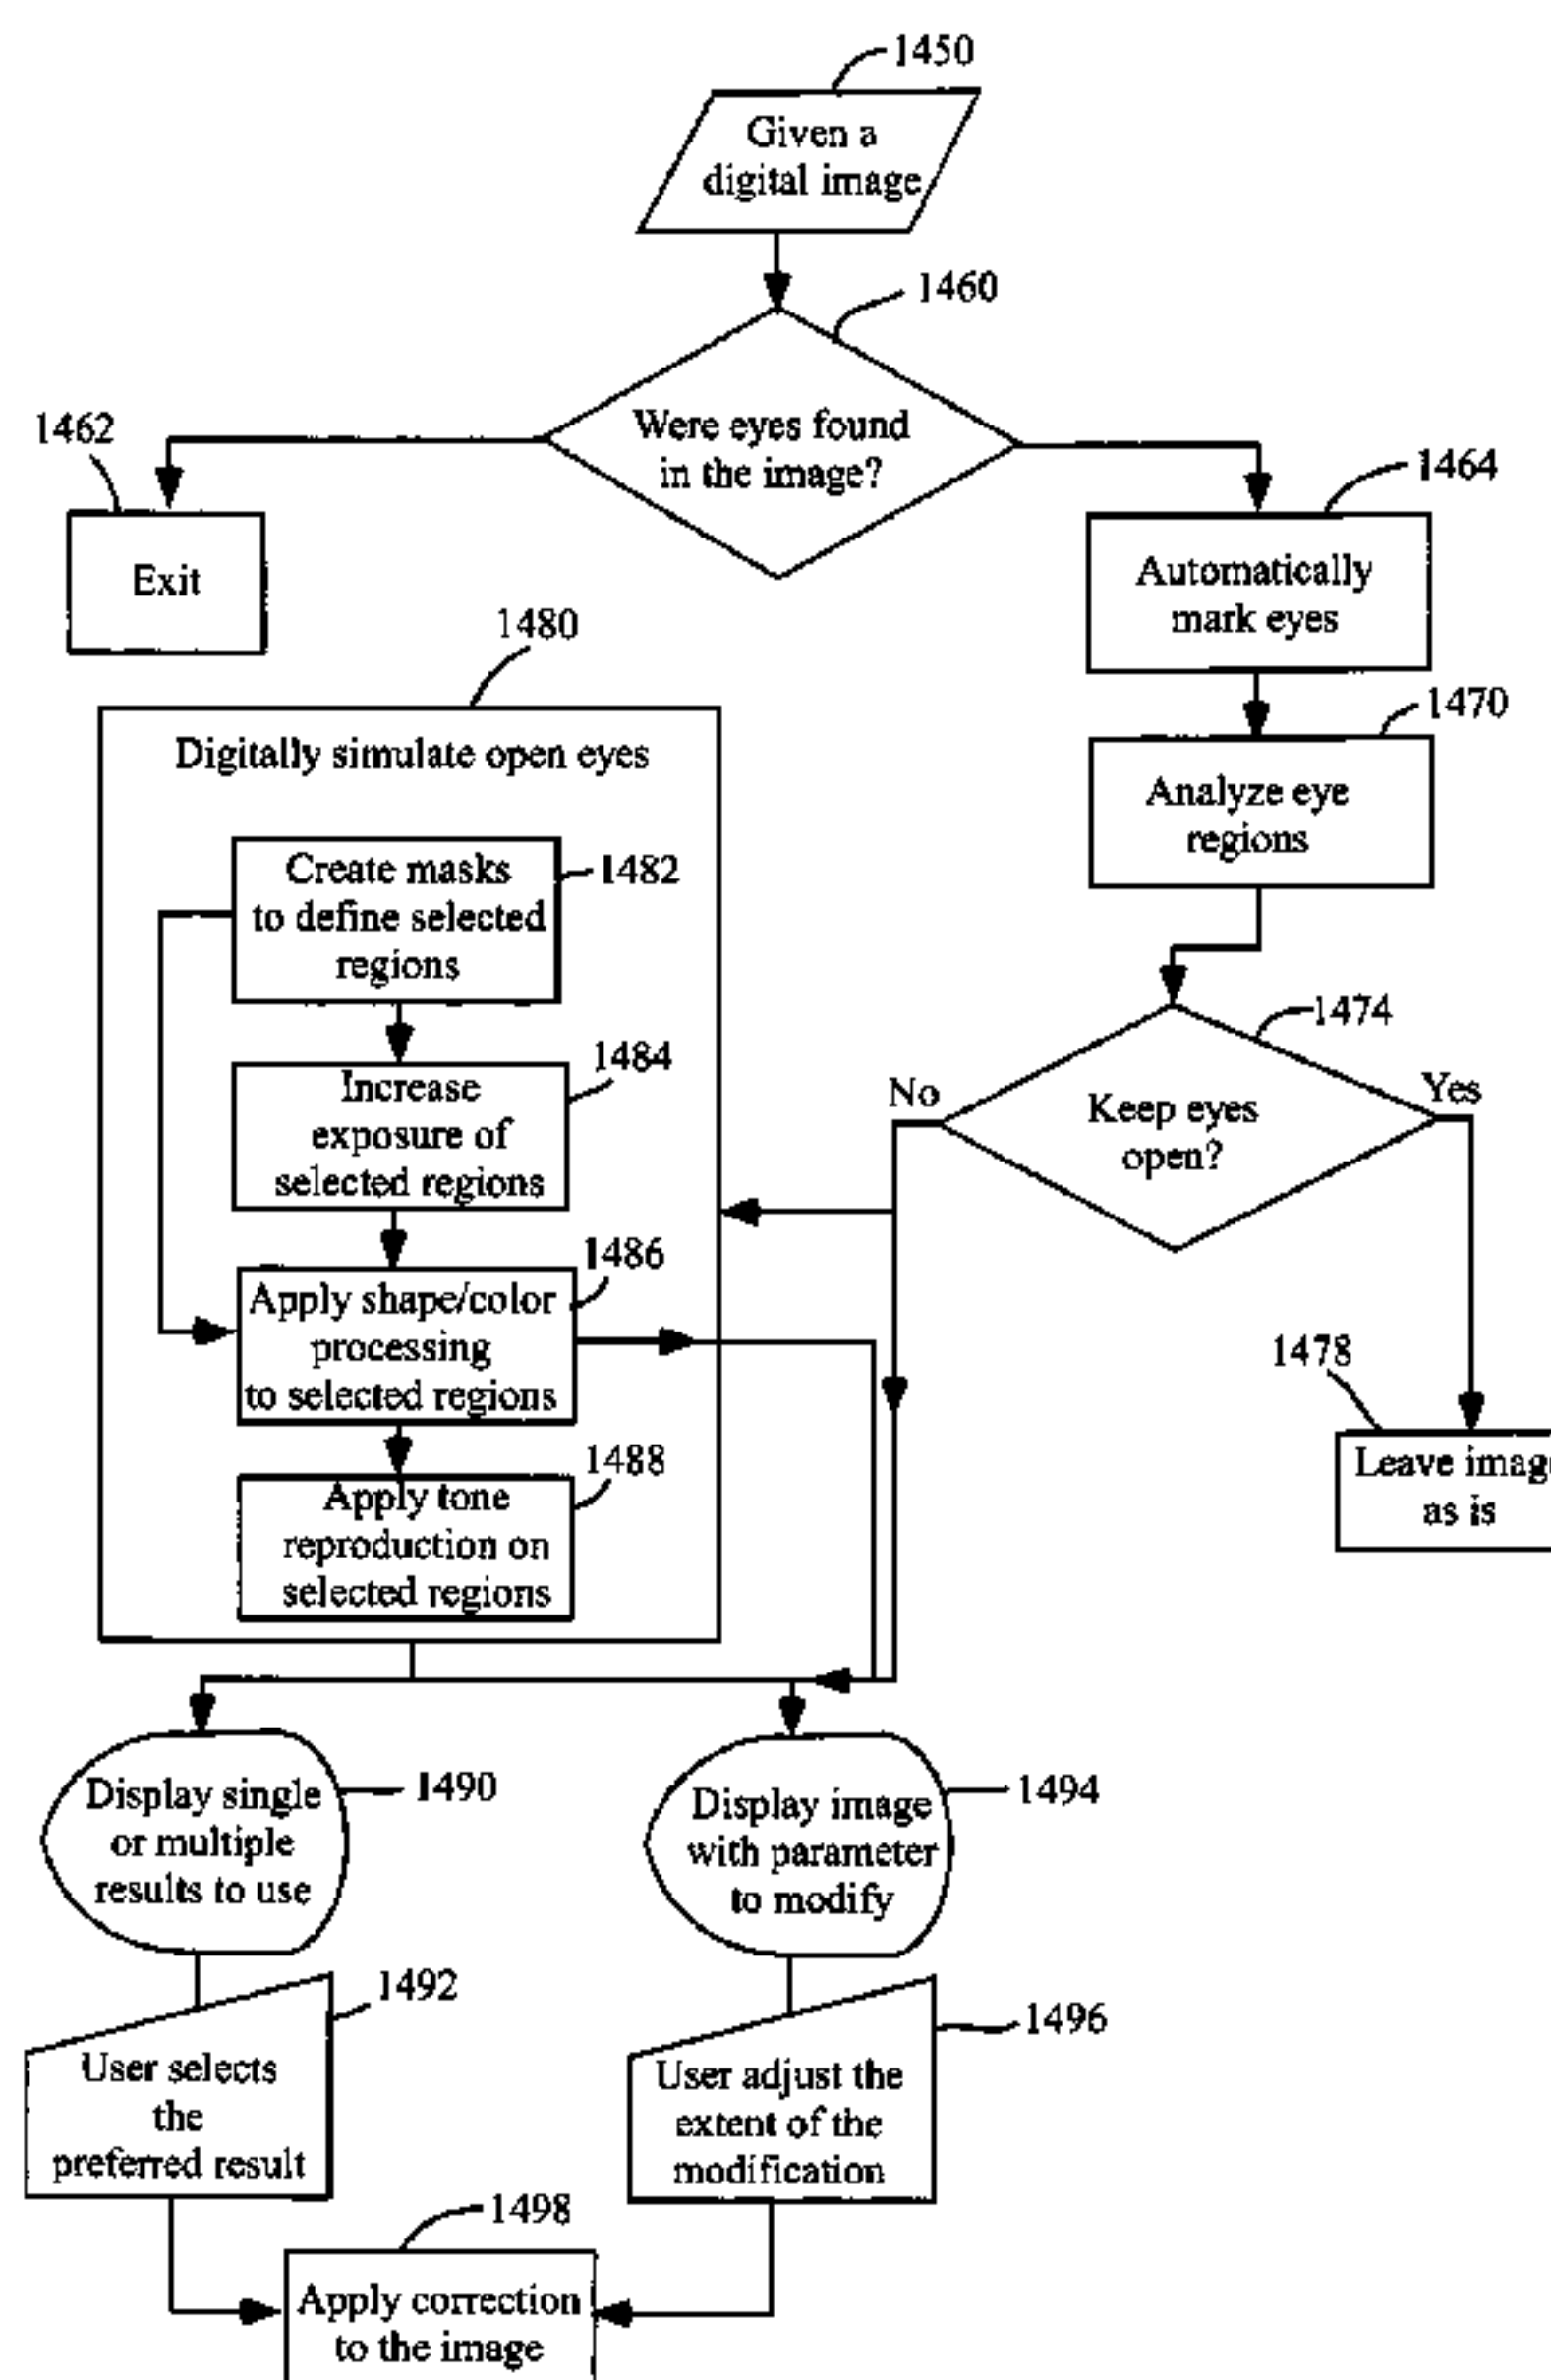 1450
Given a
digital image
1460
Were eyes found
in the image?
1462
Exit
1464
Automatically
mark eyes
1470
Analyze eye
regions
1474
Keep eyes
open?
No
Yes
1478
Leave imag
as is
1480
Digitally simulate open eyes
Create masks
to define selected
regions
1482
1484
Increase
exposure of
selected regions
1486
Apply shape/color
processing
to selected regions
1488
Apply tone
reproduction on
selected regions
Display single
or multiple
results to use
1490
Display image
with parameter
to modify
1494
1492
User selects
the
preferred result
1496
User adjust the
extent of the
modification
1498
Apply correction
to the image